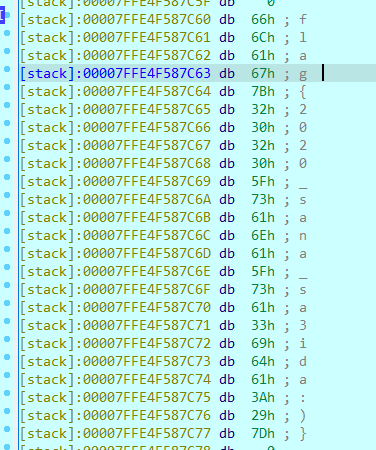 [stack]:00007FFE4F587C5F db 0
[stack]:00007FFE4F587C60 db 66h ; f
[stack]:00007FFE4F587C61 db 6Ch ; l
[stack]:00007FFE4F587C62 db 61h ; a
[stack]:00007FFE4F587C63 db 67h ; g
[stack]:00007FFE4F587C64 db 7Bh ; {
[stack]:00007FFE4F587C65 db 32h ; 2
[stack]:00007FFE4F587C66 db 30h ; 0
[stack]:00007FFE4F587C67 db 32h ; 2
[stack]:00007FFE4F587C68 db 30h ; 0
[stack]:00007FFE4F587C69 db 5Fh ; _
[stack]:00007FFE4F587C6A db 73h ; s
[stack]:00007FFE4F587C6B db 61h ; a
[stack]:00007FFE4F587C6C db 6Eh ; n
[stack]:00007FFE4F587C6D db 61h ; a
[stack]:00007FFE4F587C6E db 5Fh ; _
[stack]:00007FFE4F587C6F db 73h ; s
[stack]:00007FFE4F587C70 db 61h ; a
[stack]:00007FFE4F587C71 db 33h ; 3
[stack]:00007FFE4F587C72 db 69h ; i
[stack]:00007FFE4F587C73 db 64h ; d
[stack]:00007FFE4F587C74 db 61h ; a
[stack]:00007FFE4F587C75 db 3Ah ; :
[stack]:00007FFE4F587C76 db 29h ; )
[stack]:00007FFE4F587C77 db 7Dh ; }
[stack]:00007FFE4F587C78 db 0